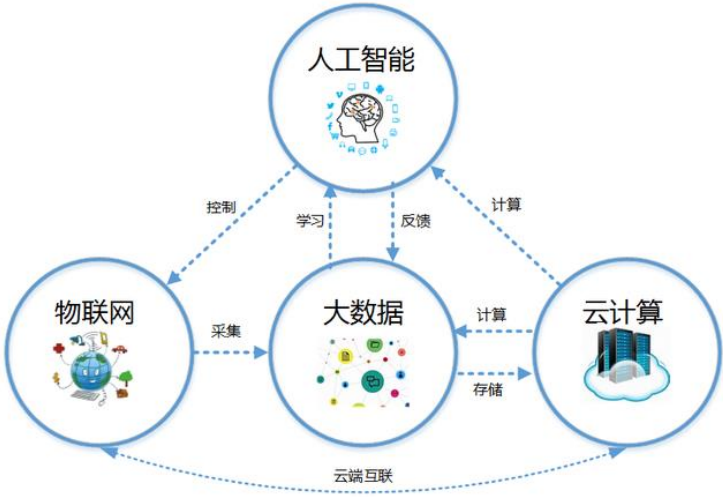 人工智能
控制
学习
反馈
计算
物联网
采集
大数据
计算
存储
云计算
云端互联